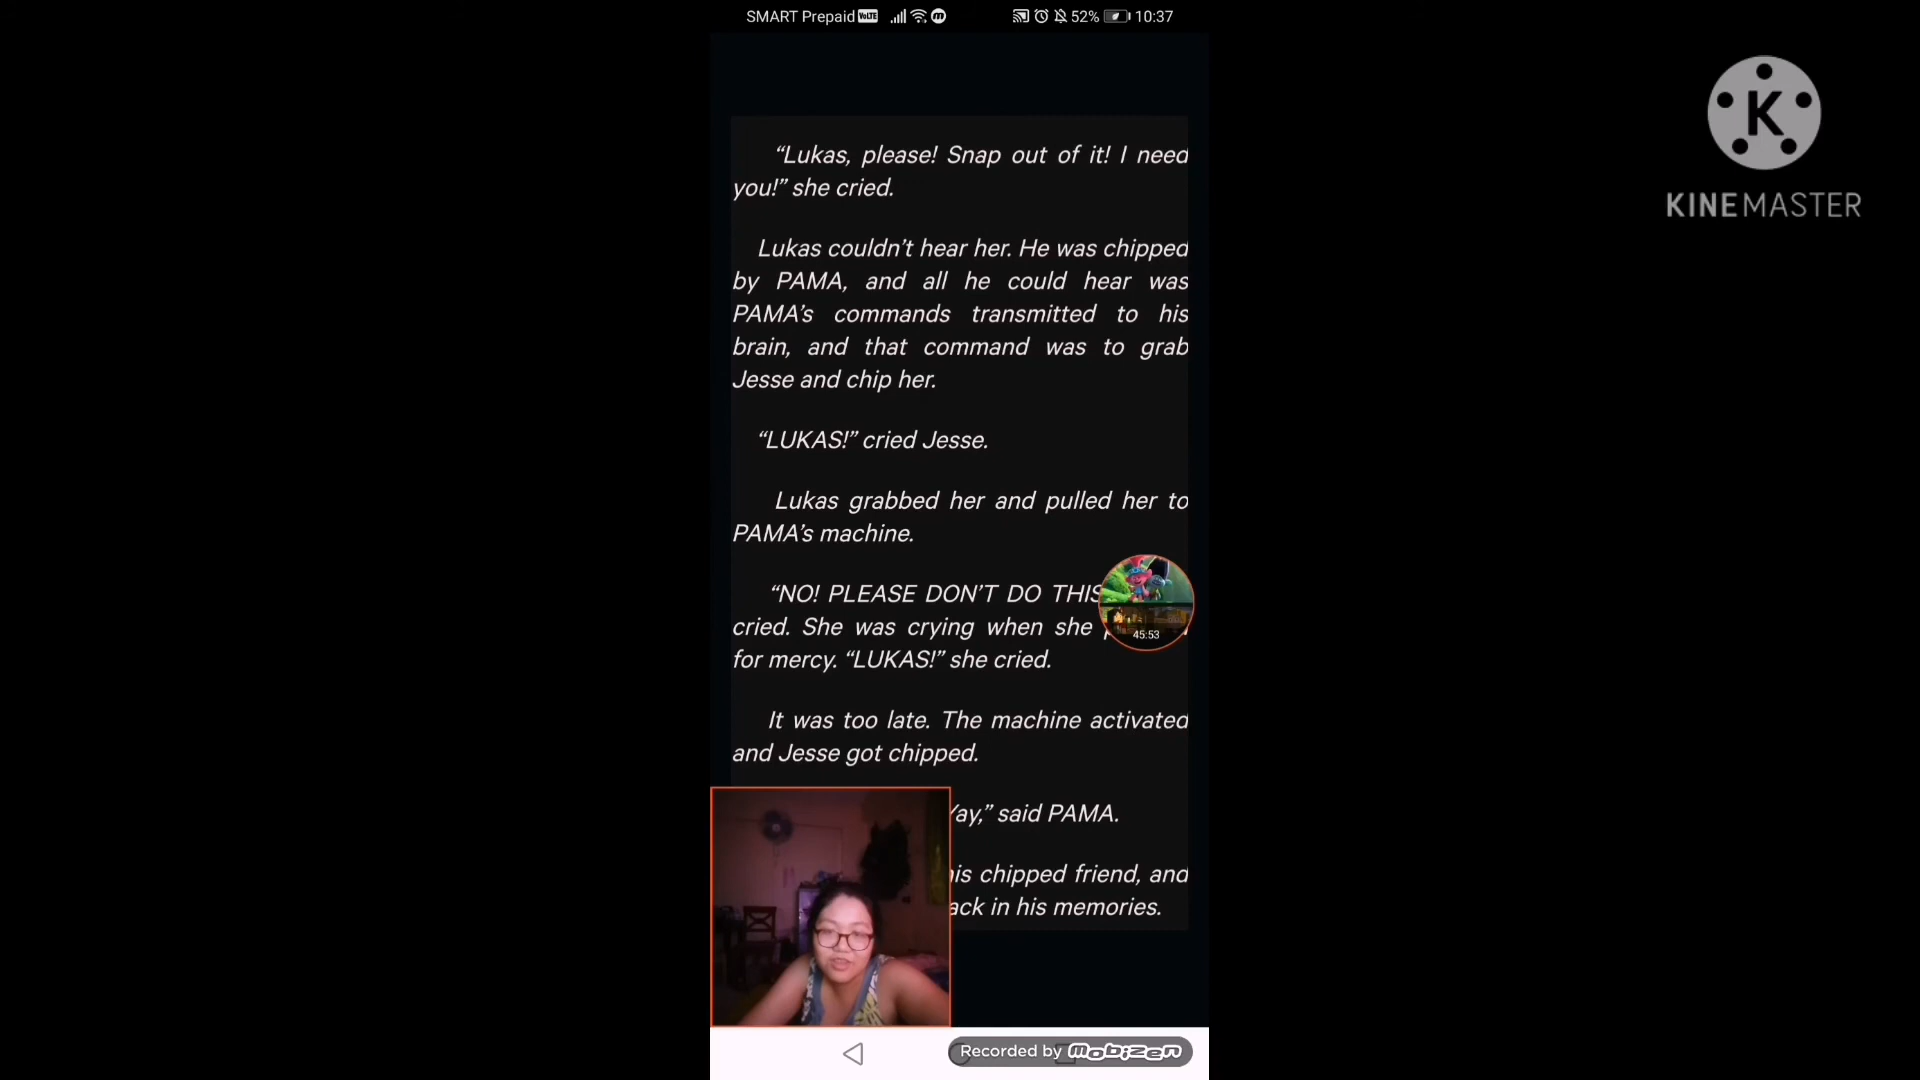 SMART Prepaid VoLTE 52% 10:37
K
KINEMASTER
“Lukas, please! Snap out of it! I need
you!” she cried.
Lukas couldn’t hear her. He was chipped
by PAMA, and all he could hear was
PAMA’s commands transmitted to his
brain, and that command was to grab
Jesse and chip her.
“LUKAS!” cried Jesse.
Lukas grabbed her and pulled her to
PAMA’s machine.
“NO! PLEASE DON’T DO THIS
cried. She was crying when she
for mercy. “LUKAS!” she cried.
45:53
It was too late. The machine activated
and Jesse got chipped.
Yay,” said PAMA.
his chipped friend, and
in his memories.
Recorded by mobizen